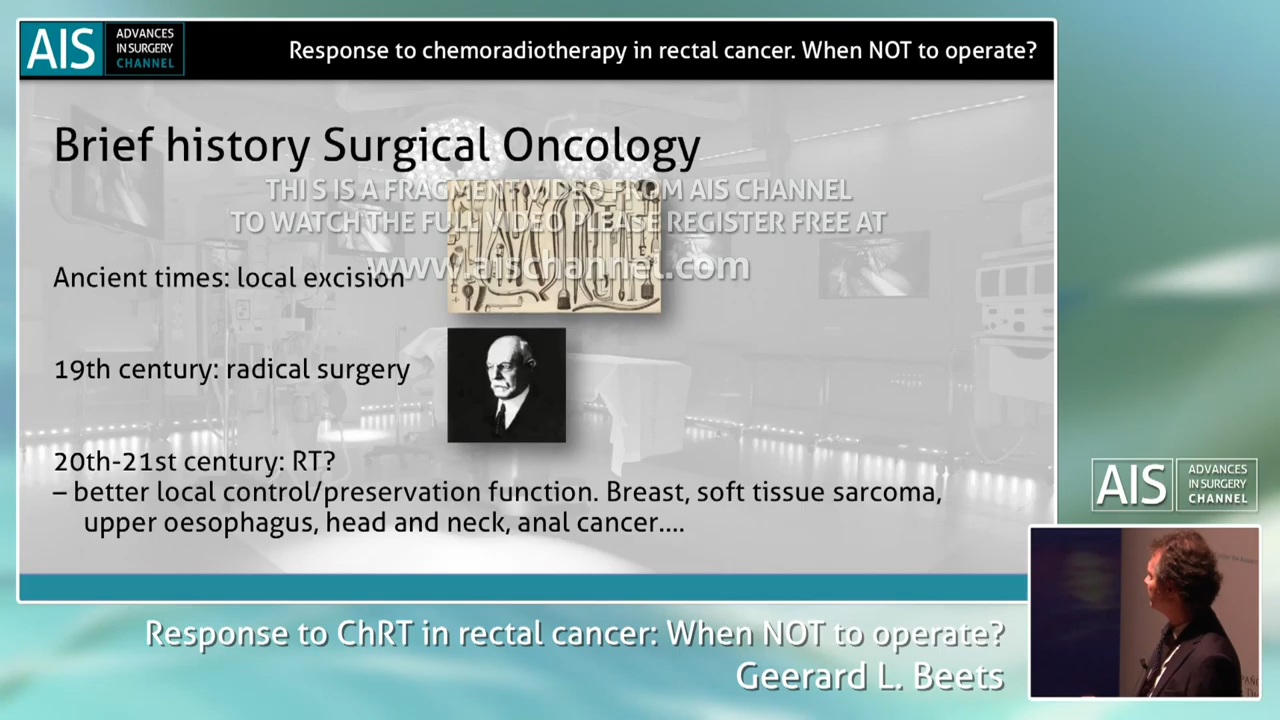 AIS
ADVANCES
IN SURGERY
CHANNEL
Response to chemoradiotherapy in rectal cancer. When NOT to operate?
Brief history Surgical Oncology
THIS IS A FRAGMENT VIDEO FROM AIS CHANNEL
TO WATCH THE FULL VIDEO PLEASE REGISTER FREE AT
www.aischannel.com
Ancient times: local excision
19th century: radical surgery
20th-21st century: RT?
– better local control/preservation function. Breast, soft tissue sarcoma,
upper oesophagus, head and neck, anal cancer....
AIS
ADVANCES
IN SURGERY
CHANNEL
Response to ChRT in rectal cancer: When NOT to operate?
Geerard L. Beets